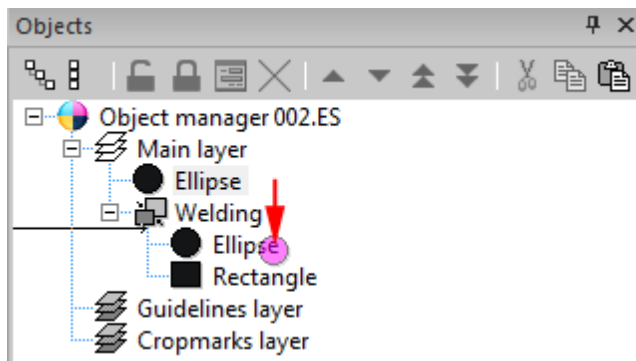 Objects
Object manager 002.ES
Main layer
Ellipse
Welding
Ellipse
Rectangle
Guidelines layer
Cropmarks layer